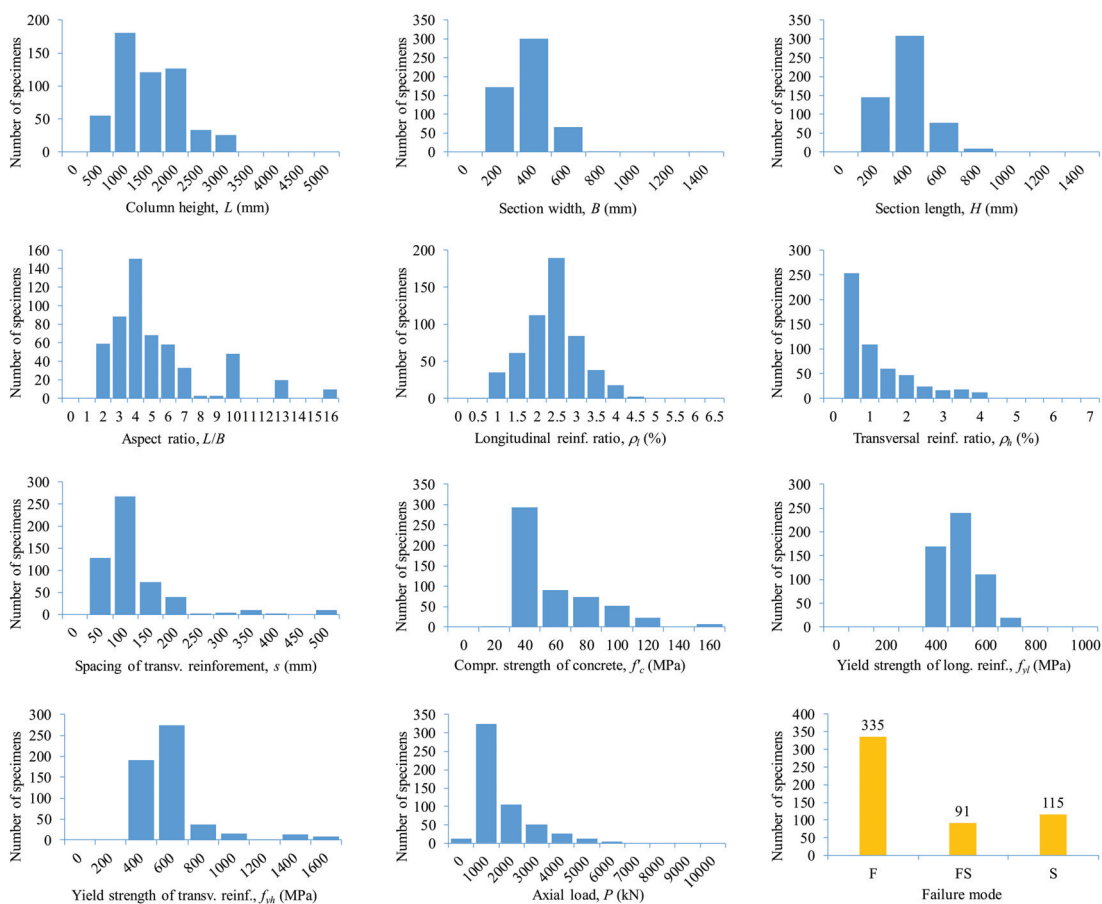 Number of specimens
200
150
100
50
0
0 500 1000 1500 2000 2500 3000 3500 4000 4500 5000
Column height, L (mm)
Number of specimens
350
300
250
200
150
100
50
0
0 200 400 600 800 1000 1200 1400
Section width, B (mm)
Number of specimens
350
300
250
200
150
100
50
0
0 200 400 600 800 1000 1200 1400
Section length, H (mm)
Number of specimens
160
140
120
100
80
60
40
20
0
0 1 2 3 4 5 6 7 8 9 10 11 12 13 14 15 16
Aspect ratio, L/B
Number of specimens
200
150
100
50
0
0 0.5 1 1.5 2 2.5 3 3.5 4 4.5 5 5.5 6 6.5
Longitudinal reinf. ratio, ρl (%)
Number of specimens
300
250
200
150
100
50
0
0 1 2 3 4 5 6 7
Transversal reinf. ratio, ρh (%)
Number of specimens
300
250
200
150
100
50
0
0 50 100 150 200 250 300 350 400 450 500
Spacing of transv. reinforement, s (mm)
Number of specimens
350
300
250
200
150
100
50
0
0 20 40 60 80 100 120 140 160
Compr. strength of concrete, f′c (MPa)
Number of specimens
300
250
200
150
100
50
0
0 200 400 600 800 1000
Yield strength of long. reinf., fyl (MPa)
Number of specimens
300
250
200
150
100
50
0
0 200 400 600 800 1000 1200 1400 1600
Yield strength of transv. reinf., fyh (MPa)
Number of specimens
350
300
250
200
150
100
50
0
0 1000 2000 3000 4000 5000 6000 7000 8000 9000 10000
Axial load, P (kN)
Number of specimens
400
350
300
250
200
150
100
50
0
335
91
115
F FS S
Failure mode